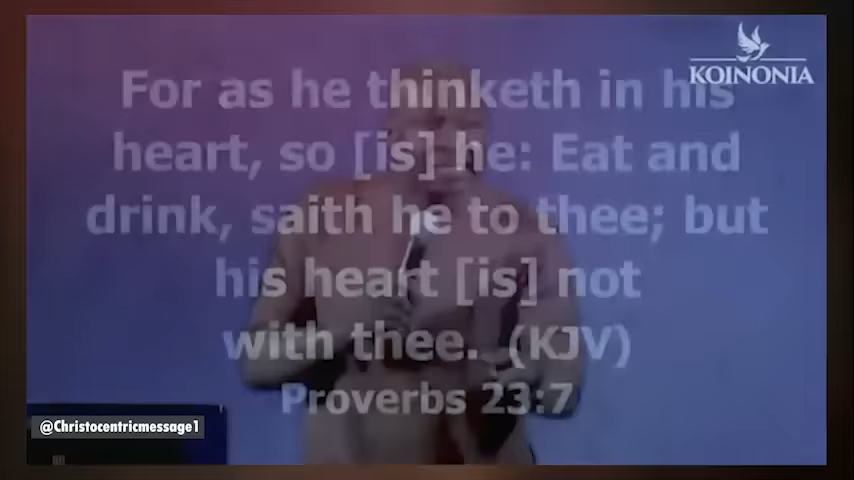 KOINONIA
For as he thinketh in his
heart, so [is] he: Eat and
drink, saith he to thee; but
his heart [is] not
with thee. (KJV)
Proverbs 23:7
@Christocentricmessage1